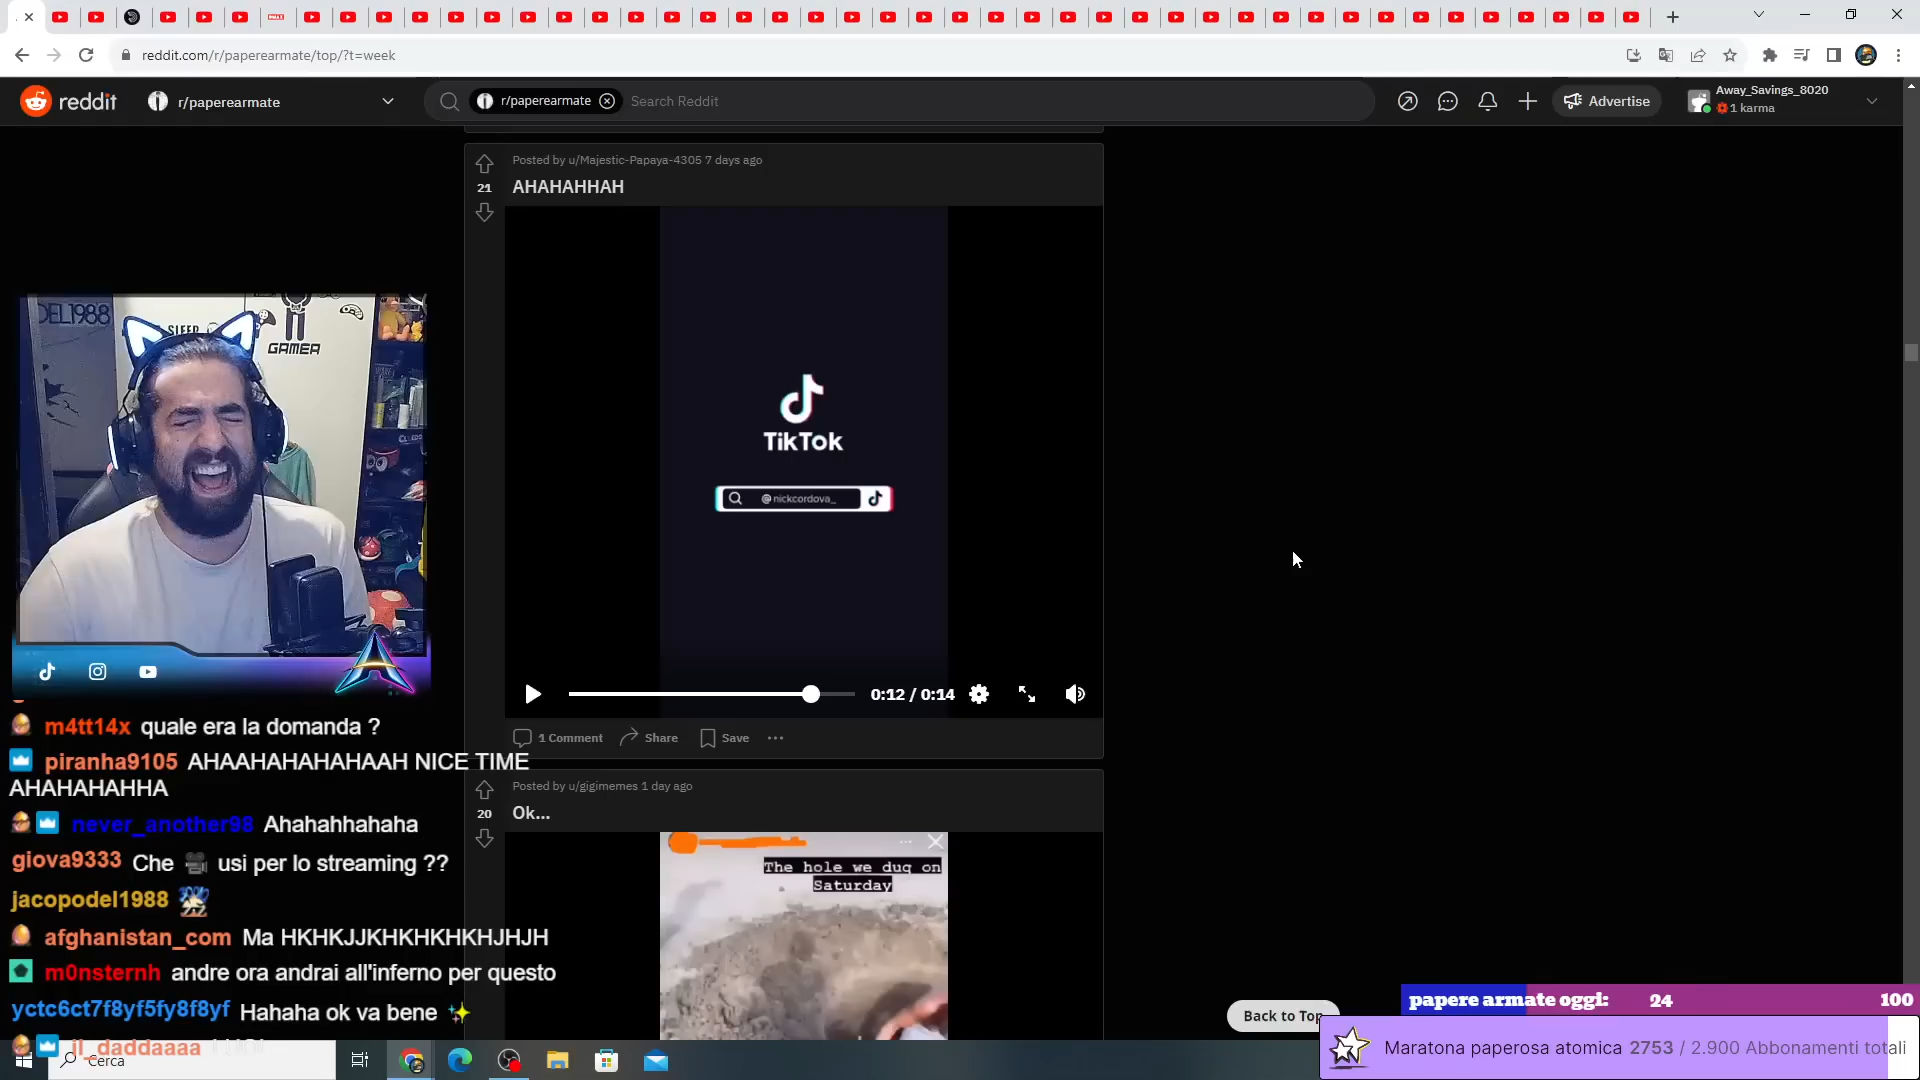 reddit.com/r/paperearmate/top/?t=week
reddit
r/paperearmate
r/paperearmate
Search Reddit
Advertise
Away_Savings_8020
1 karma
Posted by u/Majestic-Papaya-4305 7 days ago
21
AHAHAHHAH
TikTok
@nickcordova_
0:12 / 0:14
1 Comment
Share
Save
Posted by u/gigimemes 1 day ago
20
Ok...
The hole we dug on
Saturday
DEL1988
SLEEP
GAMER
m4tt14x quale era la domanda ?
piranha9105 AHAAHAHAHAHAAH NICE TIME
AHAHAHAHHA
never_another98 Ahahahhahaha
giova9333 Che 🎥 usi per lo streaming ??
jacopodel1988
afghanistan_com Ma HKHKJJKHKHKHKHJHJH
m0nsternh andre ora andrai all'inferno per questo
yctc6ct7f8yf5fy8f8yf Hahaha ok va bene ✨
il_daddaaaa
Cerca
Back to Top
papere armate oggi: 24 100
Maratona paperosa atomica 2753 / 2.900 Abbonamenti totali